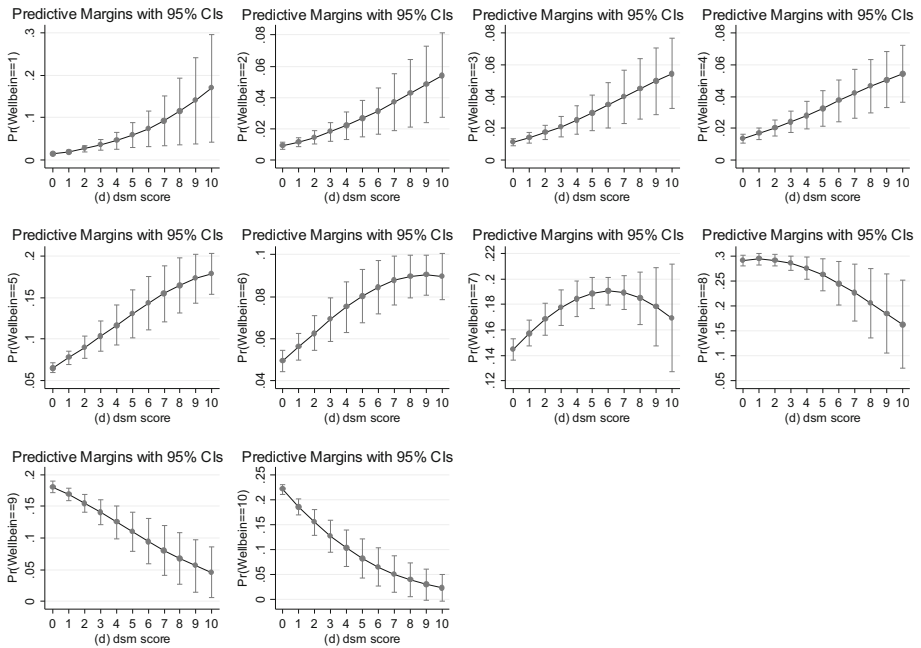 Predictive Margins with 95% CIs
Pr(Wellbein==1)
.3
.2
.1
0
0 1 2 3 4 5 6 7 8 9 10
(d) dsm score
Predictive Margins with 95% CIs
Pr(Wellbein==2)
.08
.06
.04
.02
0
0 1 2 3 4 5 6 7 8 9 10
(d) dsm score
Predictive Margins with 95% CIs
Pr(Wellbein==3)
.08
.06
.04
.02
0
0 1 2 3 4 5 6 7 8 9 10
(d) dsm score
Predictive Margins with 95% CIs
Pr(Wellbein==4)
.08
.06
.04
.02
0
0 1 2 3 4 5 6 7 8 9 10
(d) dsm score
Predictive Margins with 95% CIs
Pr(Wellbein==5)
.2
.15
.1
.05
0 1 2 3 4 5 6 7 8 9 10
(d) dsm score
Predictive Margins with 95% CIs
Pr(Wellbein==6)
.1
.08
.06
.04
0 1 2 3 4 5 6 7 8 9 10
(d) dsm score
Predictive Margins with 95% CIs
Pr(Wellbein==7)
.22
.2
.18
.16
.14
.12
0 1 2 3 4 5 6 7 8 9 10
(d) dsm score
Predictive Margins with 95% CIs
Pr(Wellbein==8)
.3
.25
.2
.15
.1
.05
0 1 2 3 4 5 6 7 8 9 10
(d) dsm score
Predictive Margins with 95% CIs
Pr(Wellbein==9)
.2
.15
.1
.05
0
0 1 2 3 4 5 6 7 8 9 10
(d) dsm score
Predictive Margins with 95% CIs
Pr(Wellbein==10)
.25
.2
.15
.1
.05
0
0 1 2 3 4 5 6 7 8 9 10
(d) dsm score